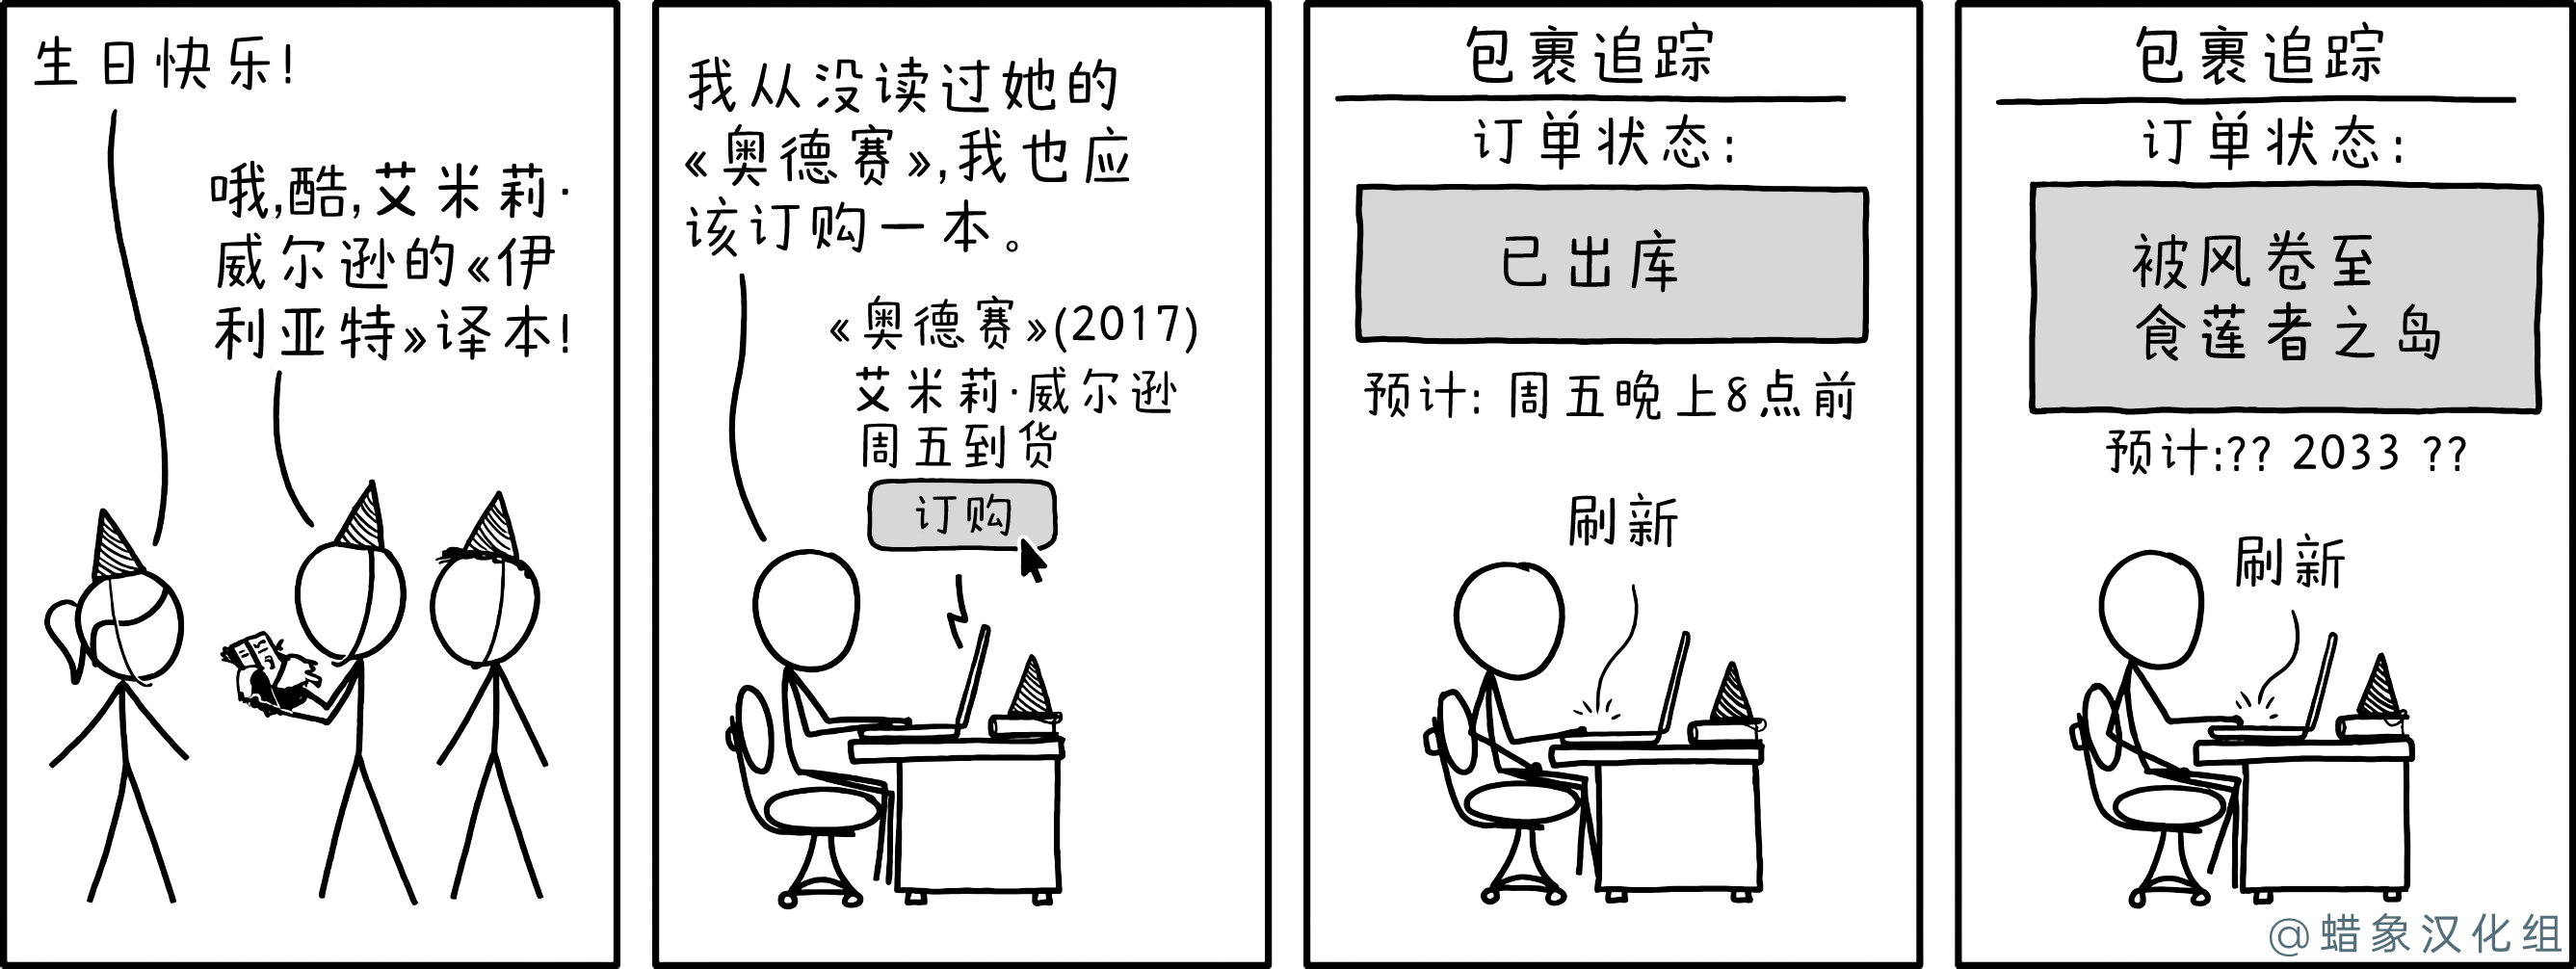 生日快乐!
哦,酷,艾米莉·
威尔逊的《伊
利亚特》译本!
我从没读过她的
《奥德赛》,我也应
该订购一本。
《奥德赛》(2017)
艾米莉·威尔逊
周五到货
订购
包裹追踪
订单状态:
已出库
预计: 周五晚上8点前
刷新
包裹追踪
订单状态:
被风卷至
食莲者之岛
预计:?? 2033 ??
刷新
@蜡象汉化组